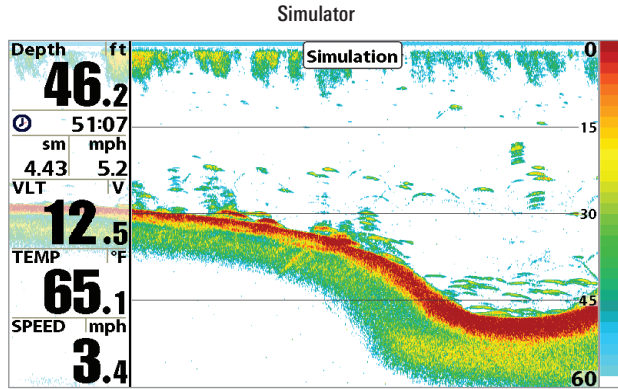 Simulator
Depth ft
46.2
51:07
sm mph
4.43 5.2
VLT V
12.5
TEMP °F
65.1
SPEED mph
3.4
Simulation
0
15
30
45
60